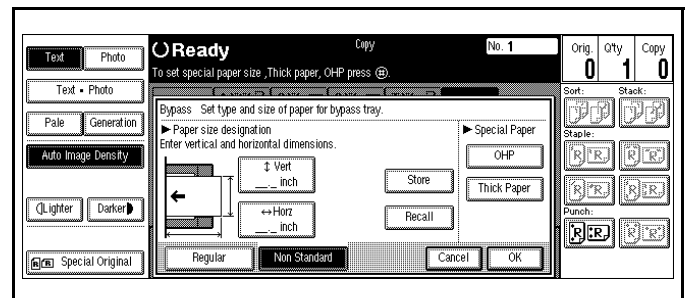 Text Photo
Text • Photo
Pale Generation
Auto Image Density
Lighter Darker
Special Original
Ready
Copy
No. 1
To set special paper size ,Thick paper, OHP press (#).
Bypass Set type and size of paper for bypass tray.
► Paper size designation
Enter vertical and horizontal dimensions.
↕ Vert
__._ inch
↔ Horz
__._ inch
Store
Recall
► Special Paper
OHP
Thick Paper
Regular Non Standard Cancel OK
Orig. Q'ty Copy
0 1 0
Sort: Stack:
Staple:
Punch: